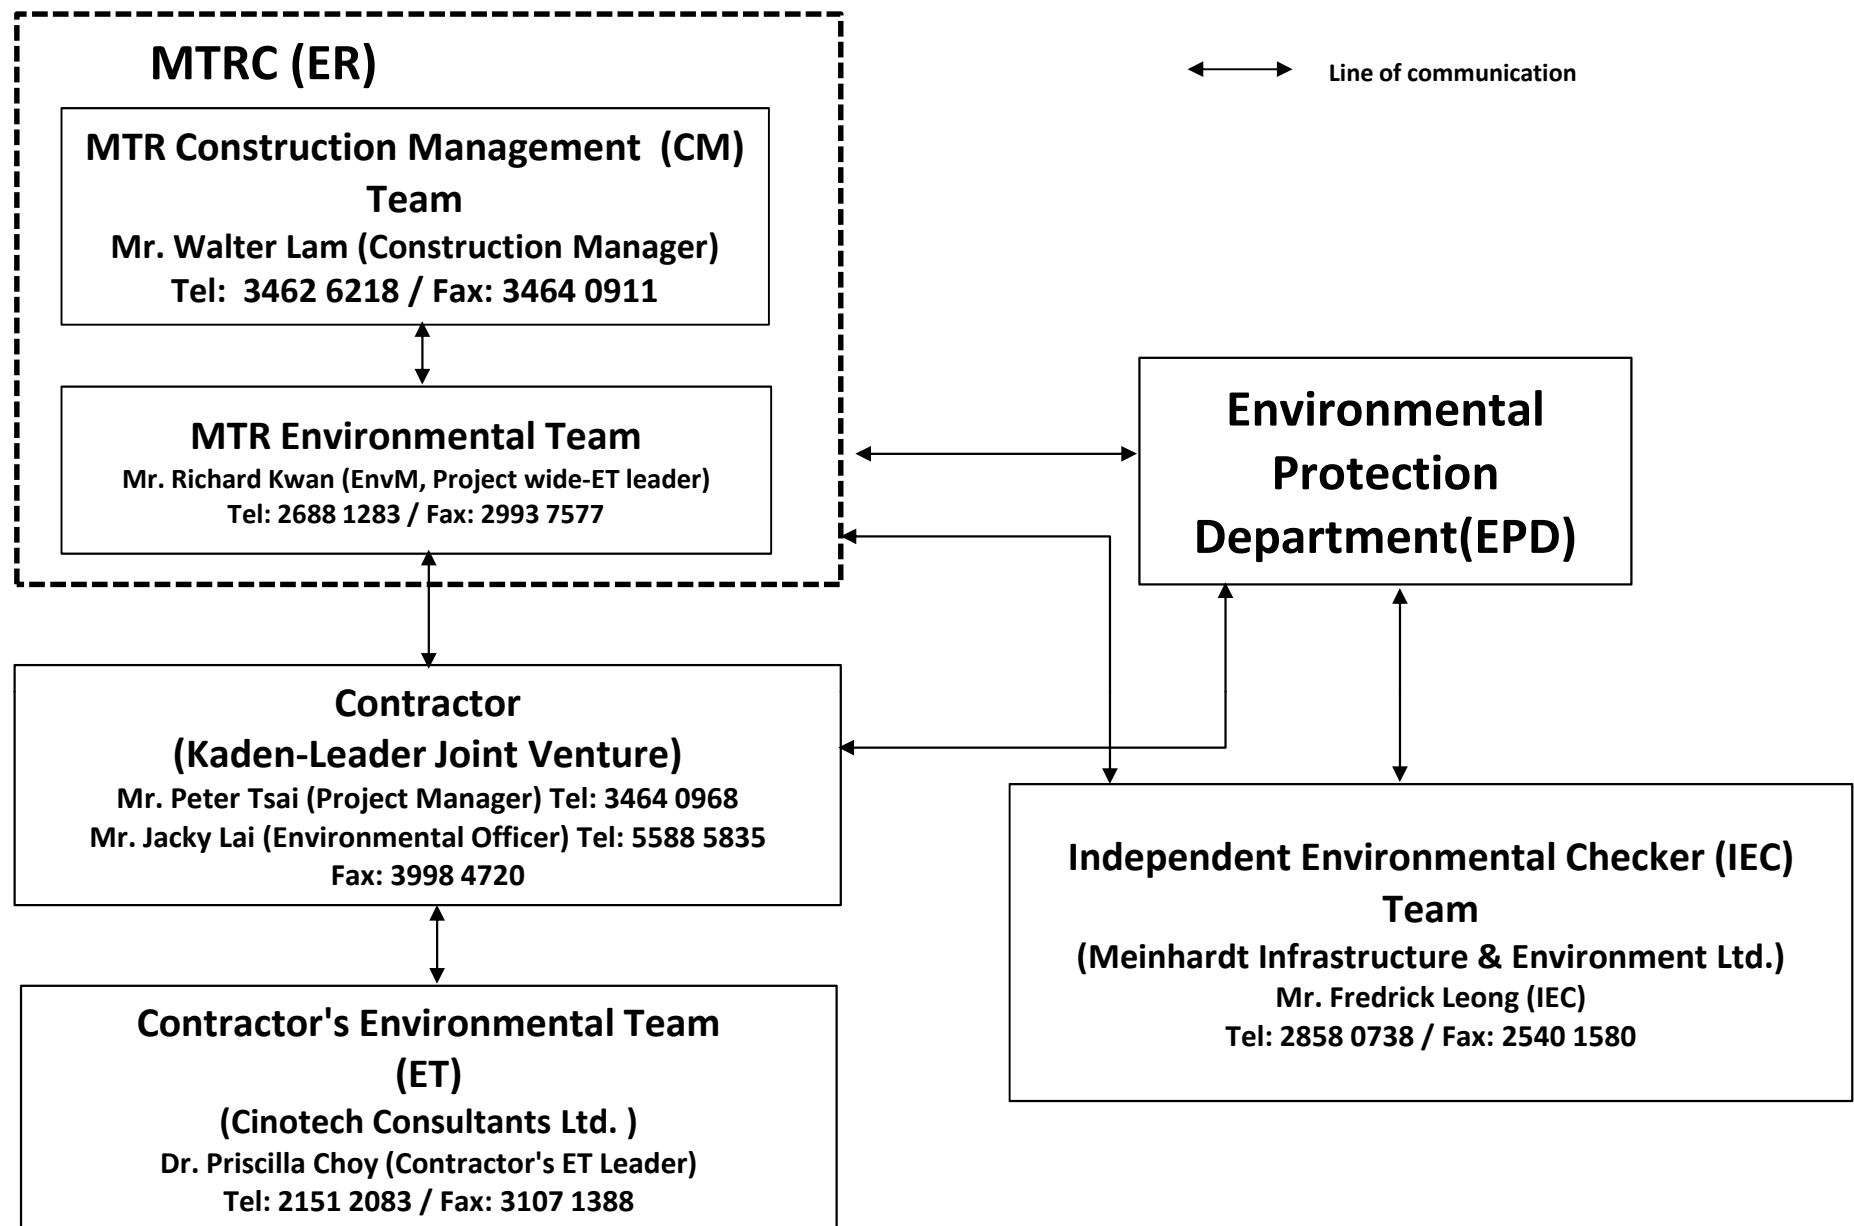 MTRC (ER)
Line of communication
MTR Construction Management (CM)
Team
Mr. Walter Lam (Construction Manager)
Tel: 3462 6218 / Fax: 3464 0911
MTR Environmental Team
Mr. Richard Kwan (EnvM, Project wide-ET leader)
Tel: 2688 1283 / Fax: 2993 7577
Environmental
Protection
Department(EPD)
Contractor
(Kaden-Leader Joint Venture)
Mr. Peter Tsai (Project Manager) Tel: 3464 0968
Mr. Jacky Lai (Environmental Officer) Tel: 5588 5835
Fax: 3998 4720
Independent Environmental Checker (IEC)
Team
(Meinhardt Infrastructure & Environment Ltd.)
Mr. Fredrick Leong (IEC)
Tel: 2858 0738 / Fax: 2540 1580
Contractor's Environmental Team
(ET)
(Cinotech Consultants Ltd. )
Dr. Priscilla Choy (Contractor's ET Leader)
Tel: 2151 2083 / Fax: 3107 1388